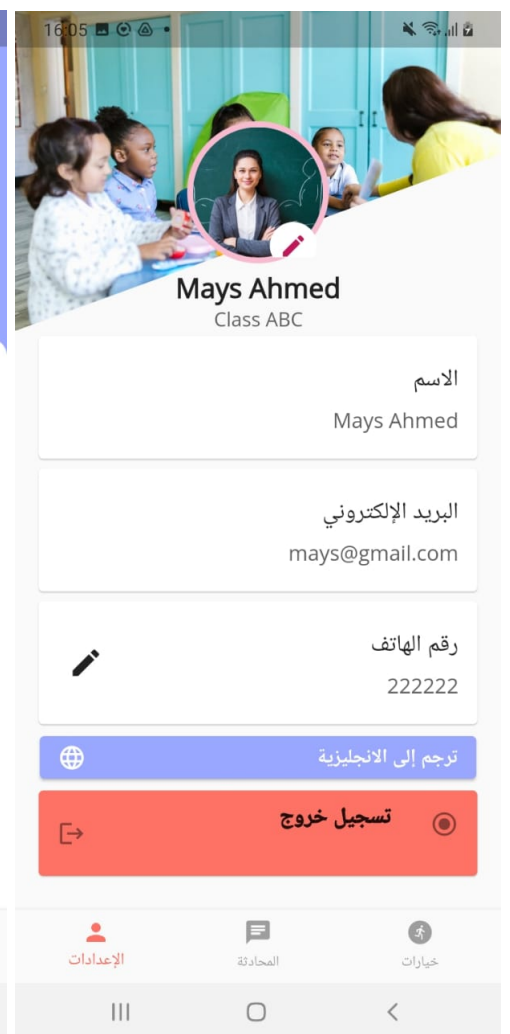 16:05
Mays Ahmed
Class ABC
الاسم
Mays Ahmed
البريد الإلكتروني
mays@gmail.com
رقم الهاتف
222222
ترجم إلى الانجليزية
تسجيل خروج
خيارات
المحادثة
الإعدادات